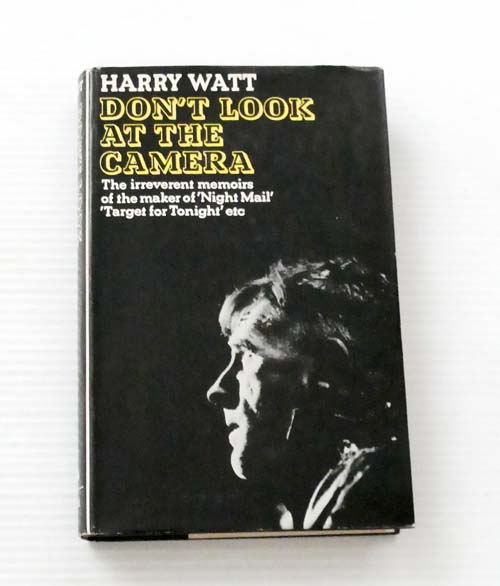 HARRY WATT
DON'T LOOK
AT THE
CAMERA
The irreverent memoirs
of the maker of 'Night Mail'
'Target for Tonight' etc